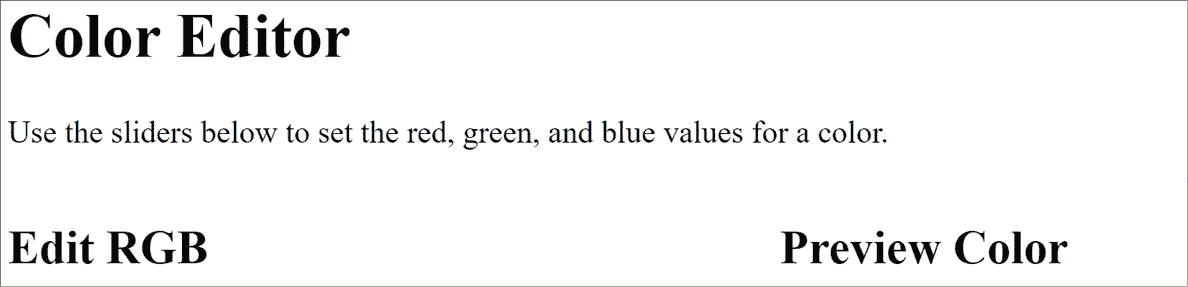 Color Editor
Use the sliders below to set the red, green, and blue values for a color.
Edit RGB
Preview Color